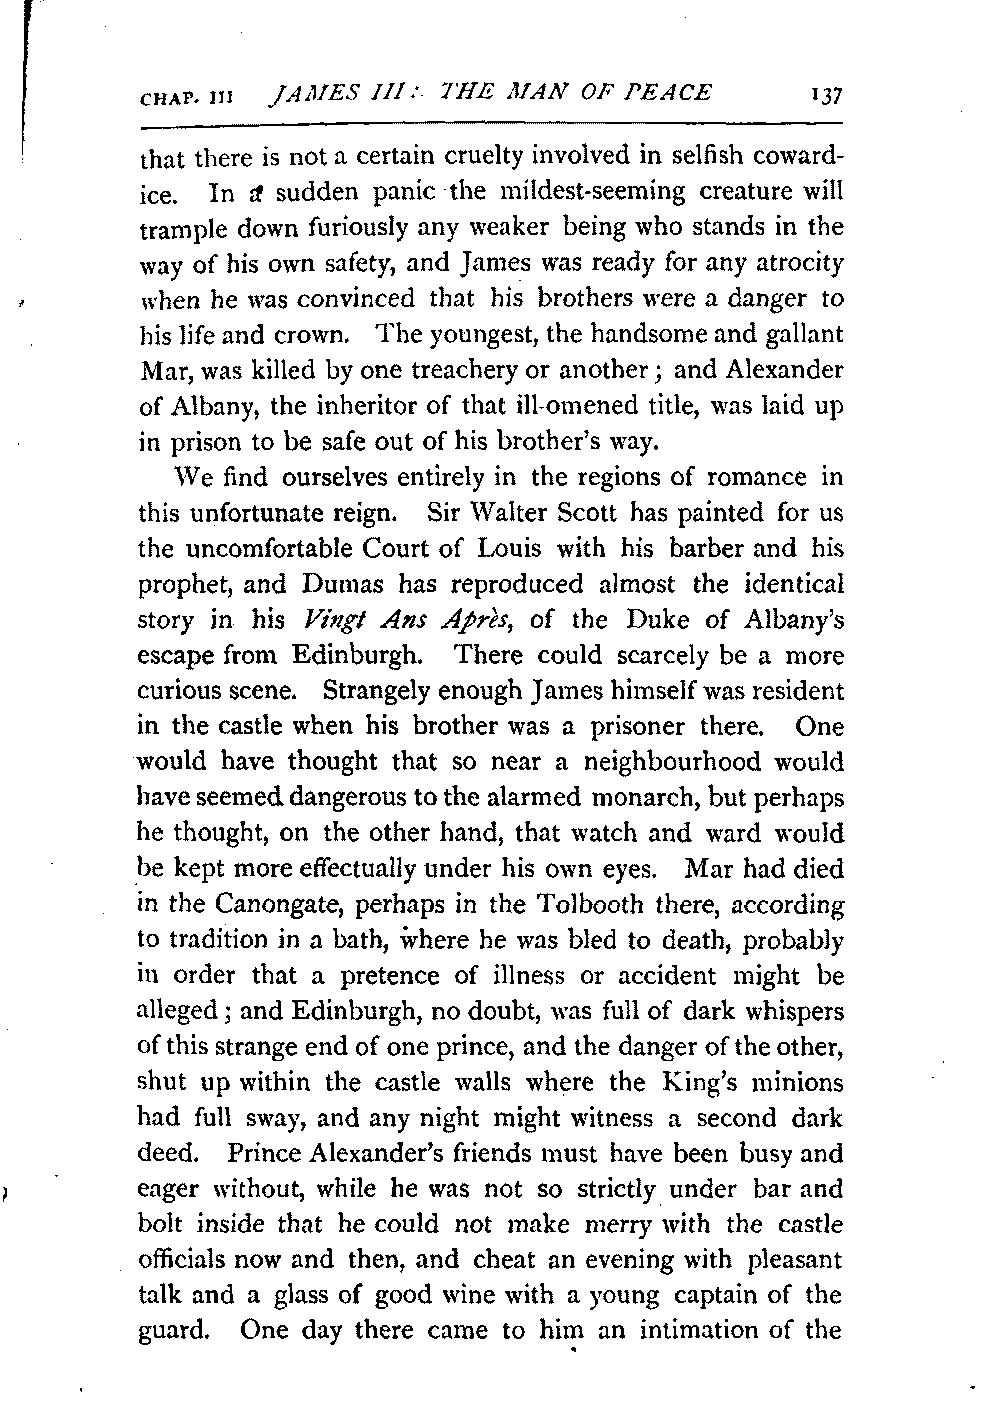 CHAP. III JAMES III: THE MAN OF PEACE 137
that there is not a certain cruelty involved in selfish coward-
ice. In a sudden panic the mildest-seeming creature will
trample down furiously any weaker being who stands in the
way of his own safety, and James was ready for any atrocity
when he was convinced that his brothers were a danger to
his life and crown. The youngest, the handsome and gallant
Mar, was killed by one treachery or another; and Alexander
of Albany, the inheritor of that ill-omened title, was laid up
in prison to be safe out of his brother's way.
We find ourselves entirely in the regions of romance in
this unfortunate reign. Sir Walter Scott has painted for us
the uncomfortable Court of Louis with his barber and his
prophet, and Dumas has reproduced almost the identical
story in his Vingt Ans Après, of the Duke of Albany's
escape from Edinburgh. There could scarcely be a more
curious scene. Strangely enough James himself was resident
in the castle when his brother was a prisoner there. One
would have thought that so near a neighbourhood would
have seemed dangerous to the alarmed monarch, but perhaps
he thought, on the other hand, that watch and ward would
be kept more effectually under his own eyes. Mar had died
in the Canongate, perhaps in the Tolbooth there, according
to tradition in a bath, where he was bled to death, probably
in order that a pretence of illness or accident might be
alleged; and Edinburgh, no doubt, was full of dark whispers
of this strange end of one prince, and the danger of the other,
shut up within the castle walls where the King's minions
had full sway, and any night might witness a second dark
deed. Prince Alexander's friends must have been busy and
eager without, while he was not so strictly under bar and
bolt inside that he could not make merry with the castle
officials now and then, and cheat an evening with pleasant
talk and a glass of good wine with a young captain of the
guard. One day there came to him an intimation of the